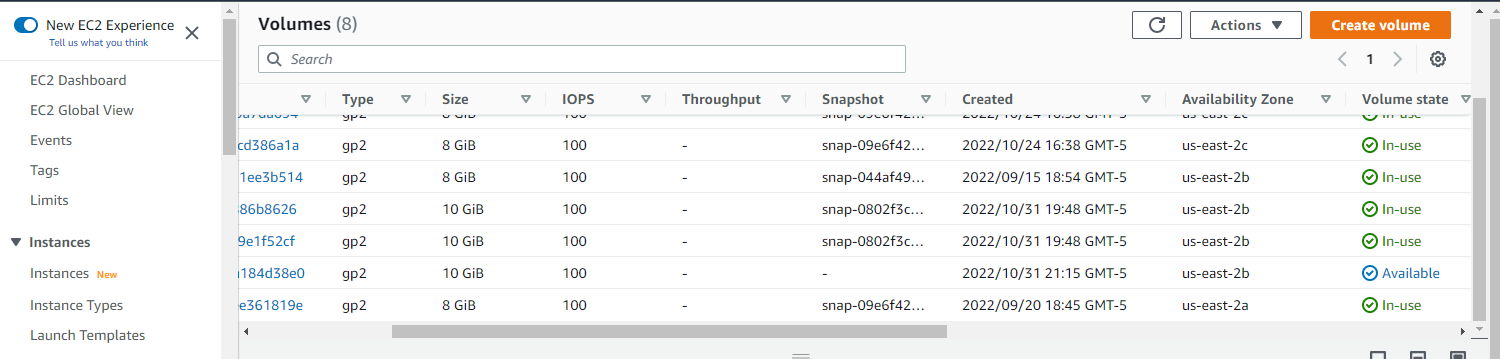 New EC2 Experience
Tell us what you think
EC2 Dashboard
EC2 Global View
Events
Tags
Limits
Instances
Instances New
Instance Types
Launch Templates
Volumes (8)
Actions
Create volume
Search
1
Type Size IOPS Throughput Snapshot Created Availability Zone Volume state
gp2 8 GiB 100 - snap-09e6f42... 2022/10/24 16:38 GMT-5 us-east-2c In-use
cd386a1a gp2 8 GiB 100 - snap-09e6f42... 2022/10/24 16:38 GMT-5 us-east-2c In-use
1ee3b514 gp2 8 GiB 100 - snap-044af49... 2022/09/15 18:54 GMT-5 us-east-2b In-use
86b8626 gp2 10 GiB 100 - snap-0802f3c... 2022/10/31 19:48 GMT-5 us-east-2b In-use
9e1f52cf gp2 10 GiB 100 - snap-0802f3c... 2022/10/31 19:48 GMT-5 us-east-2b In-use
184d38e0 gp2 10 GiB 100 - - 2022/10/31 21:15 GMT-5 us-east-2b Available
e361819e gp2 8 GiB 100 - snap-09e6f42... 2022/09/20 18:45 GMT-5 us-east-2a In-use